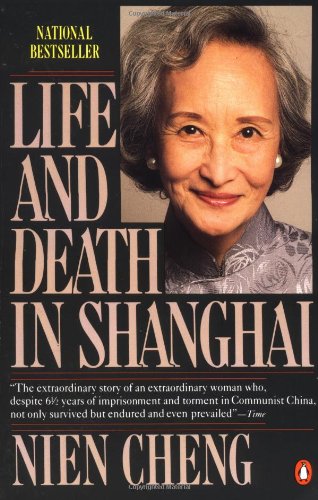 NATIONAL
BESTSELLER
LIFE
AND
DEATH
IN SHANGHAI
"The extraordinary story of an extraordinary woman who,
despite 6½ years of imprisonment and torment in Communist China,
not only survived but endured and even prevailed"—Time
NIEN CHENG